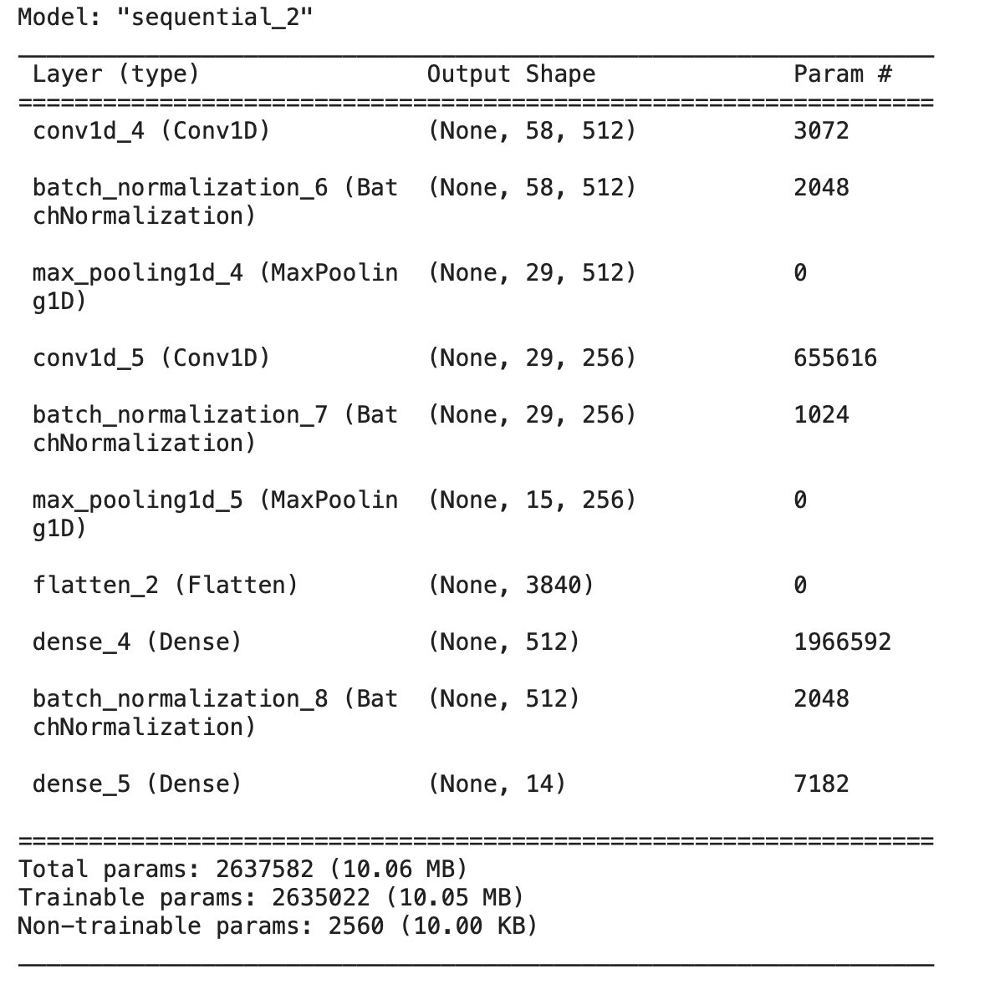 Model: "sequential_2"
Layer (type) Output Shape Param #
conv1d_4 (Conv1D) (None, 58, 512) 3072
batch_normalization_6 (Bat (None, 58, 512) 2048
chNormalization)
max_pooling1d_4 (MaxPoolin (None, 29, 512) 0
g1D)
conv1d_5 (Conv1D) (None, 29, 256) 655616
batch_normalization_7 (Bat (None, 29, 256) 1024
chNormalization)
max_pooling1d_5 (MaxPoolin (None, 15, 256) 0
g1D)
flatten_2 (Flatten) (None, 3840) 0
dense_4 (Dense) (None, 512) 1966592
batch_normalization_8 (Bat (None, 512) 2048
chNormalization)
dense_5 (Dense) (None, 14) 7182
Total params: 2637582 (10.06 MB)
Trainable params: 2635022 (10.05 MB)
Non-trainable params: 2560 (10.00 KB)